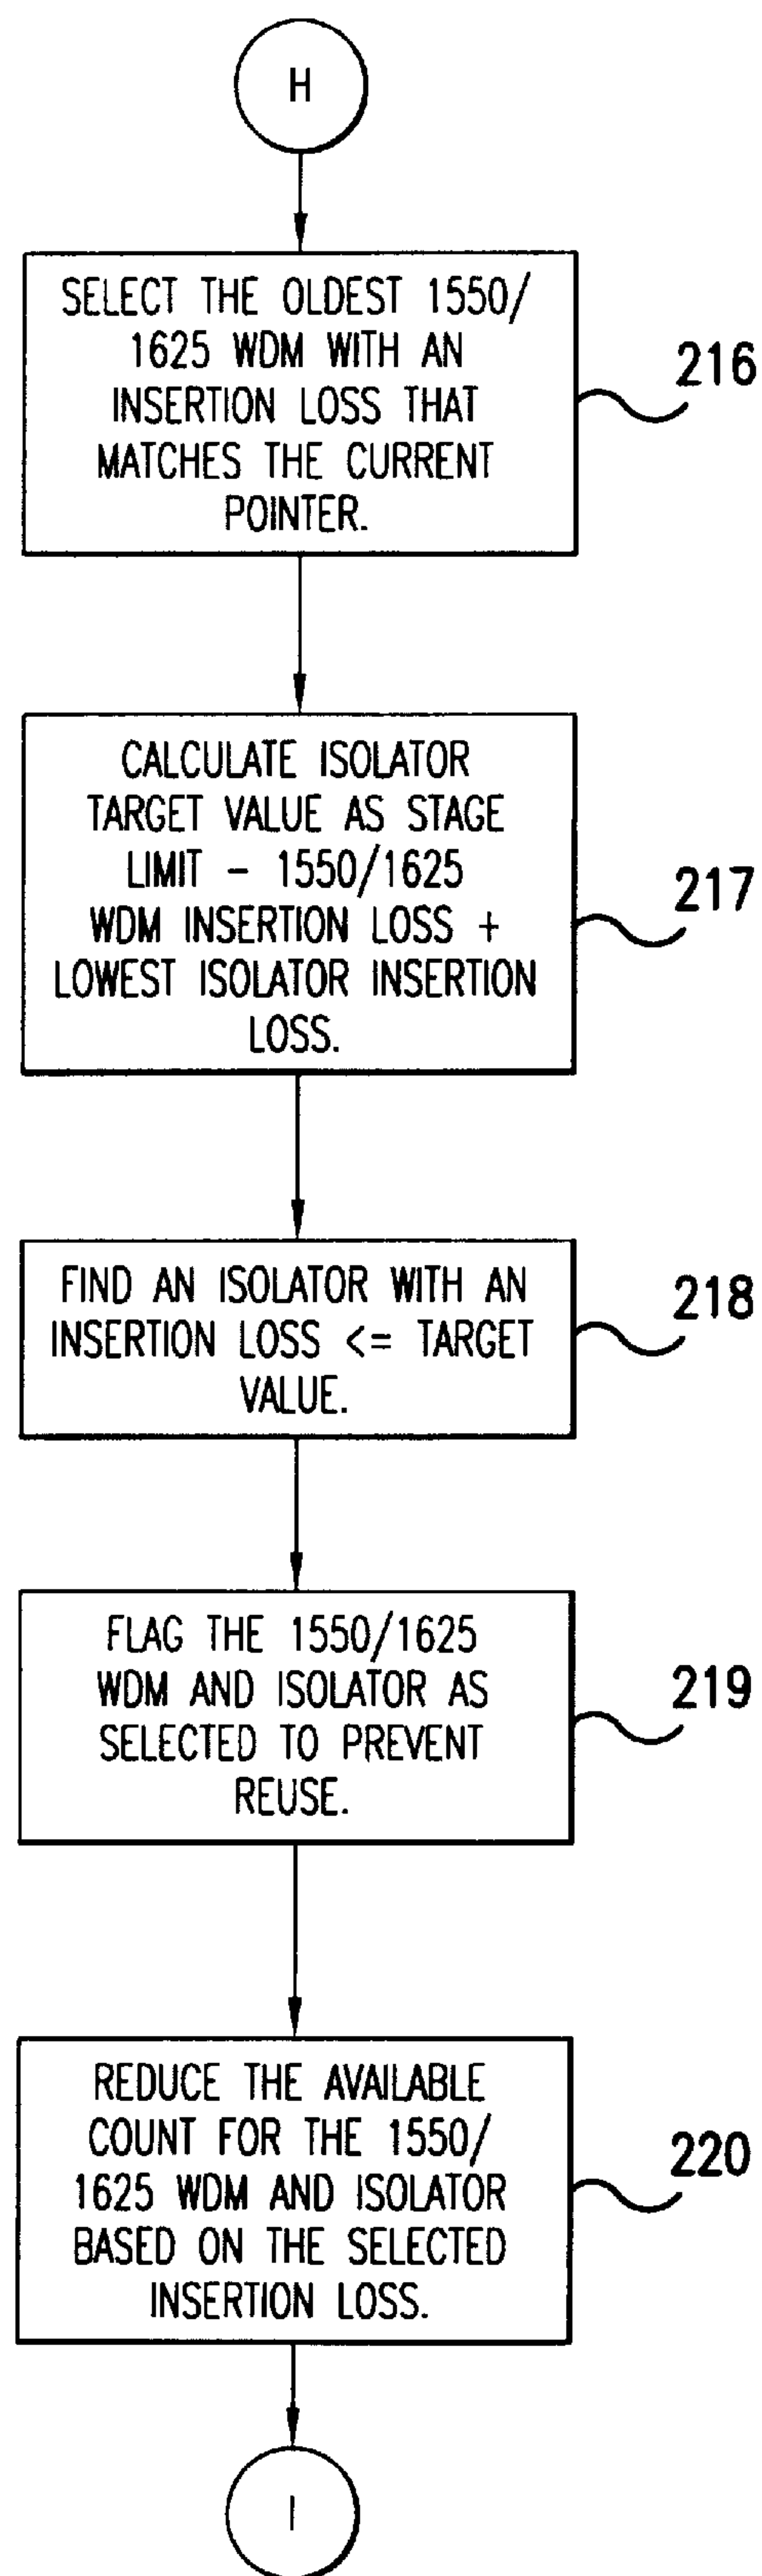 H
SELECT THE OLDEST 1550/
1625 WDM WITH AN
INSERTION LOSS THAT
MATCHES THE CURRENT
POINTER.
216
CALCULATE ISOLATOR
TARGET VALUE AS STAGE
LIMIT - 1550/1625
WDM INSERTION LOSS +
LOWEST ISOLATOR INSERTION
LOSS.
217
FIND AN ISOLATOR WITH AN
INSERTION LOSS <= TARGET
VALUE.
218
FLAG THE 1550/1625
WDM AND ISOLATOR AS
SELECTED TO PREVENT
REUSE.
219
REDUCE THE AVAILABLE
COUNT FOR THE 1550/
1625 WDM AND ISOLATOR
BASED ON THE SELECTED
INSERTION LOSS.
220
I